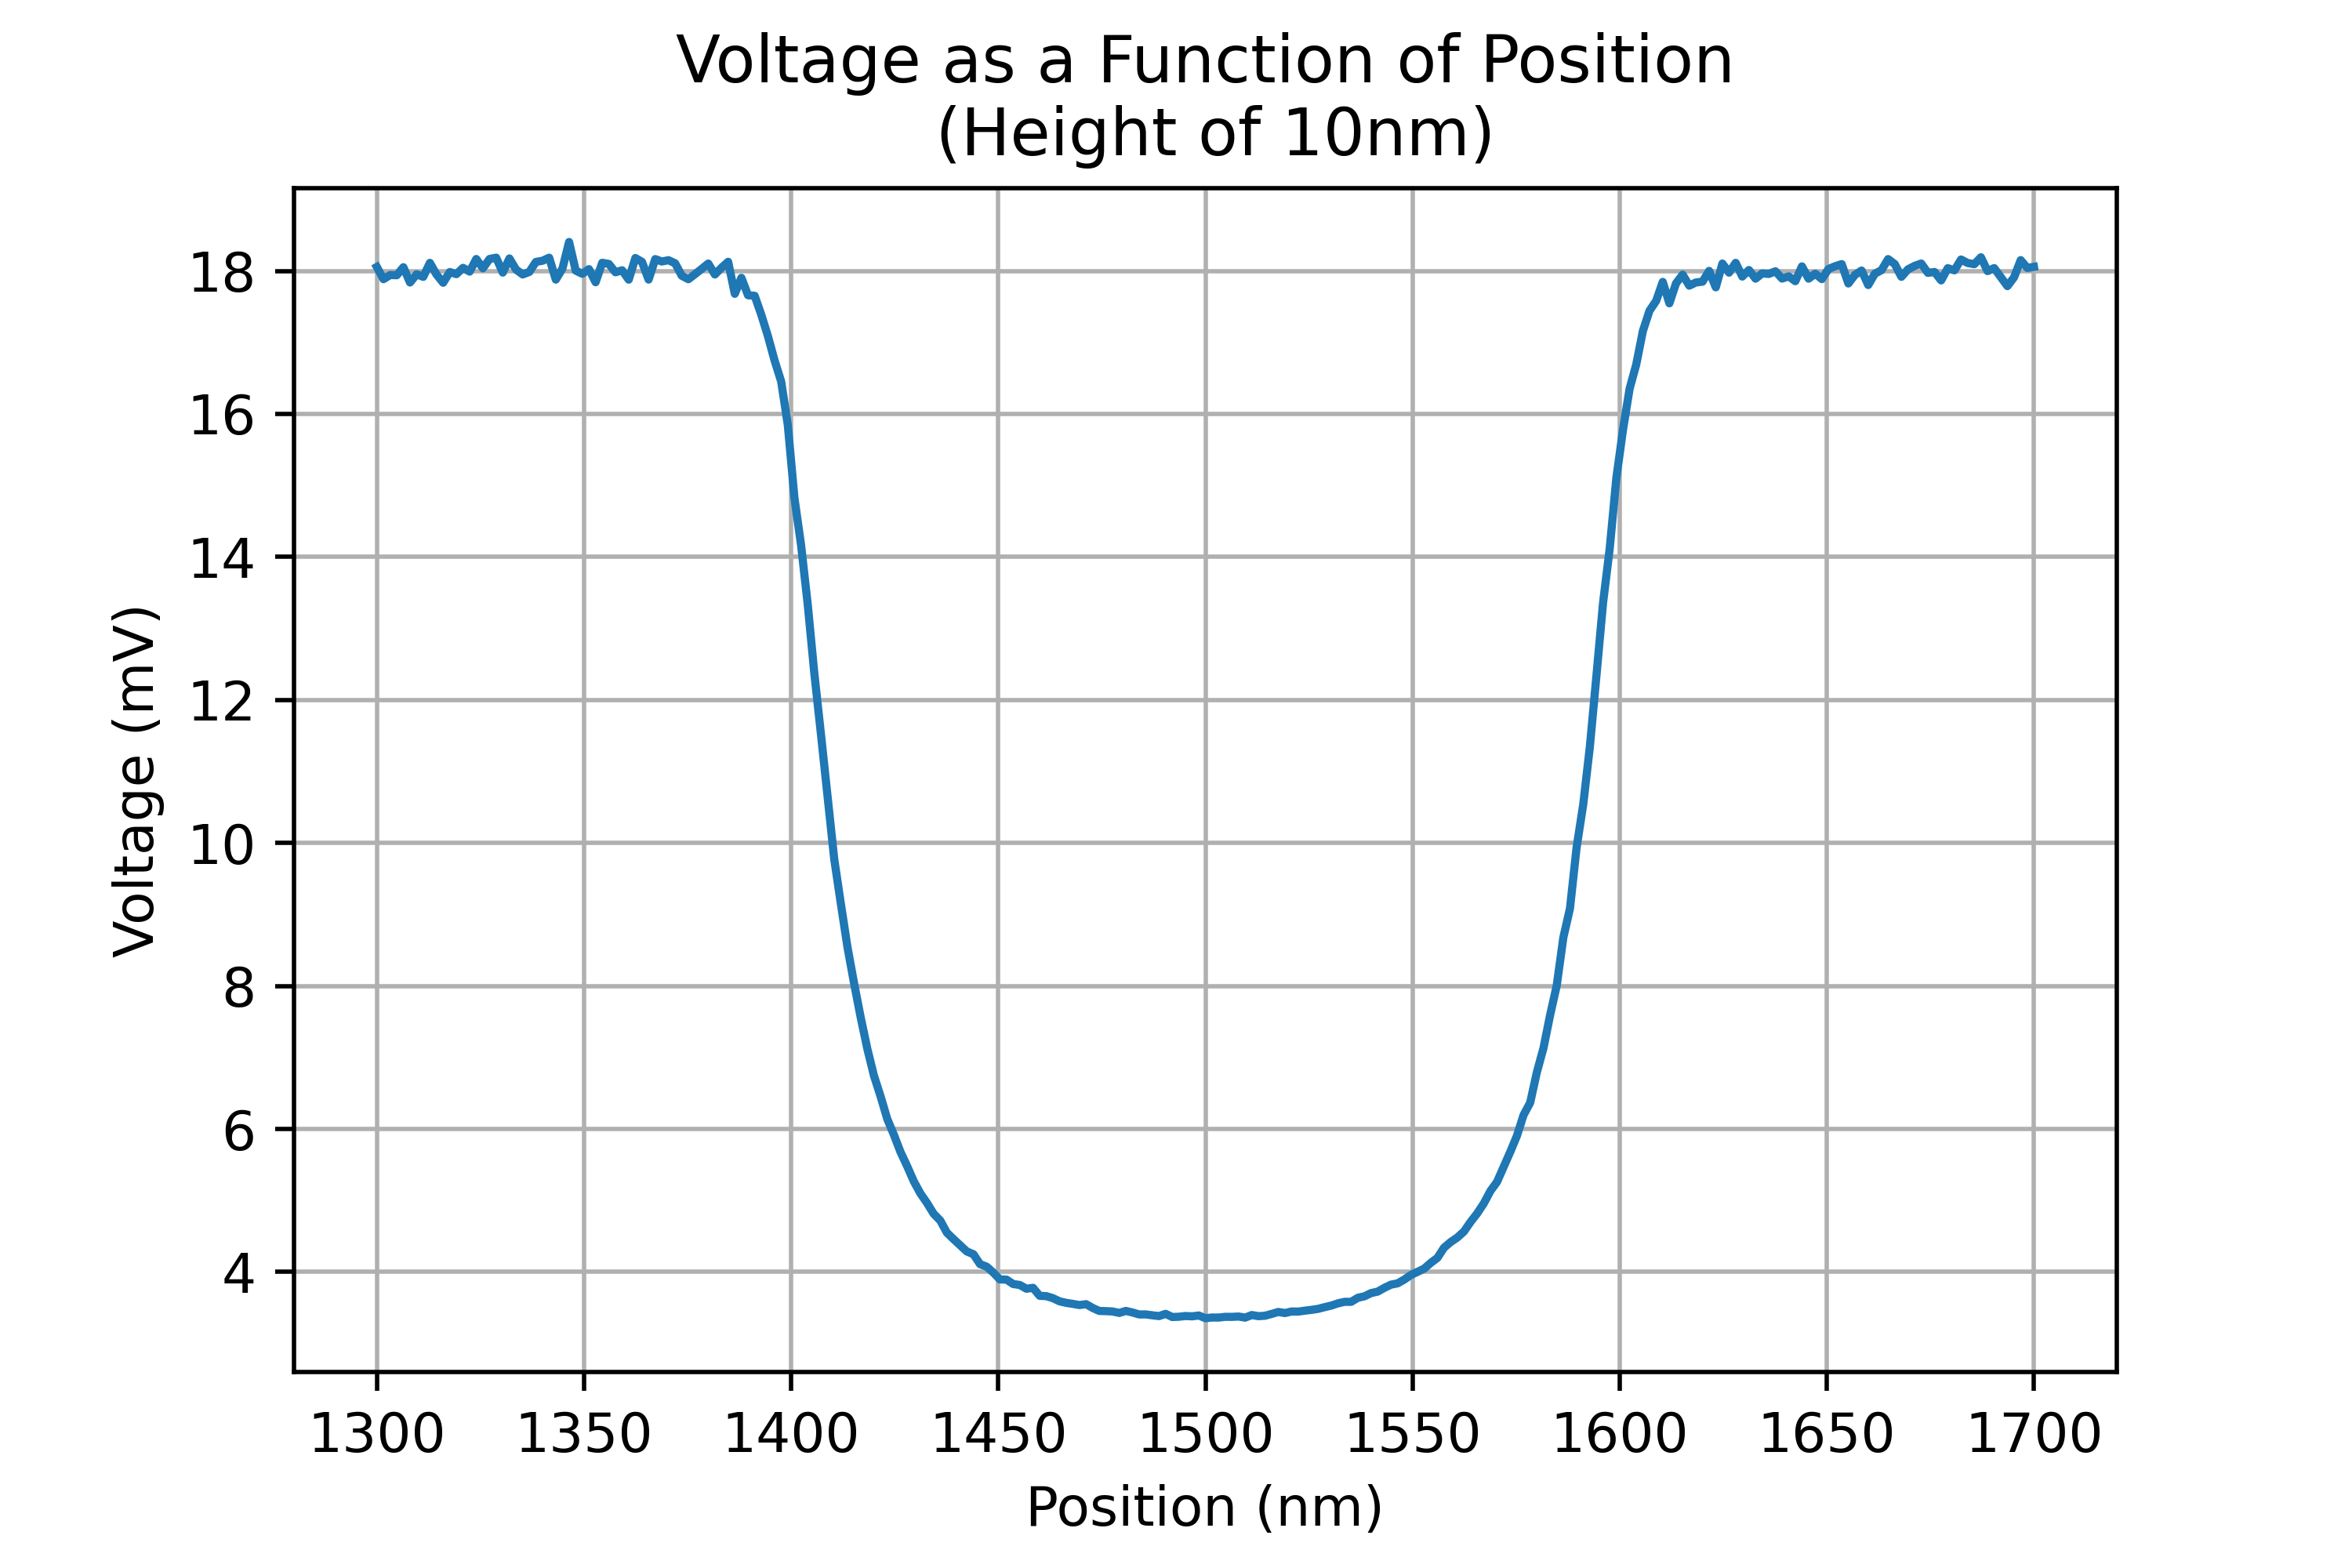 Voltage as a Function of Position
(Height of 10nm)
Voltage (mV)
18
16
14
12
10
8
6
4
1300 1350 1400 1450 1500 1550 1600 1650 1700
Position (nm)